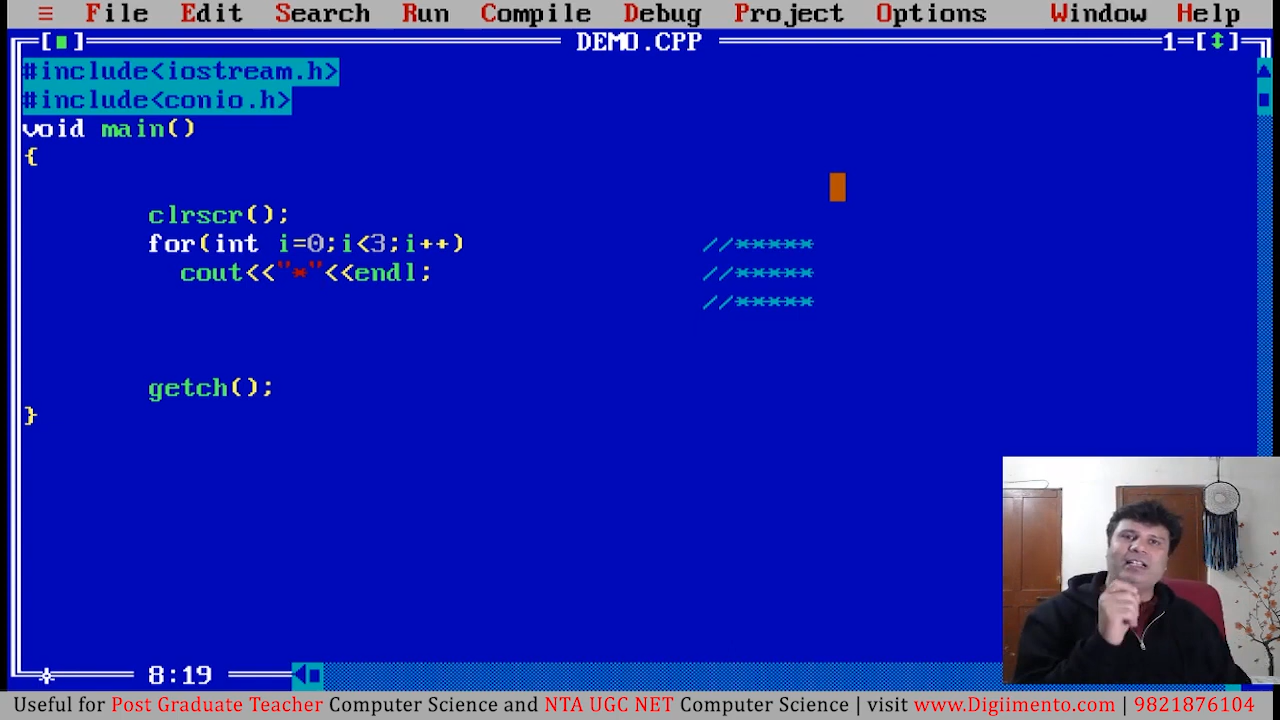 ≡ File Edit Search Run Compile Debug Project Options Window Help
[■] DEMO.CPP 1=[↕]
#include<iostream.h>
#include<conio.h>
void main()
{
clrscr();
for(int i=0;i<3;i++) //*****
cout<<"*"<<endl; //*****
//*****
getch();
}
8:19
Useful for Post Graduate Teacher Computer Science and NTA UGC NET Computer Science | visit www.Digiimento.com | 9821876104